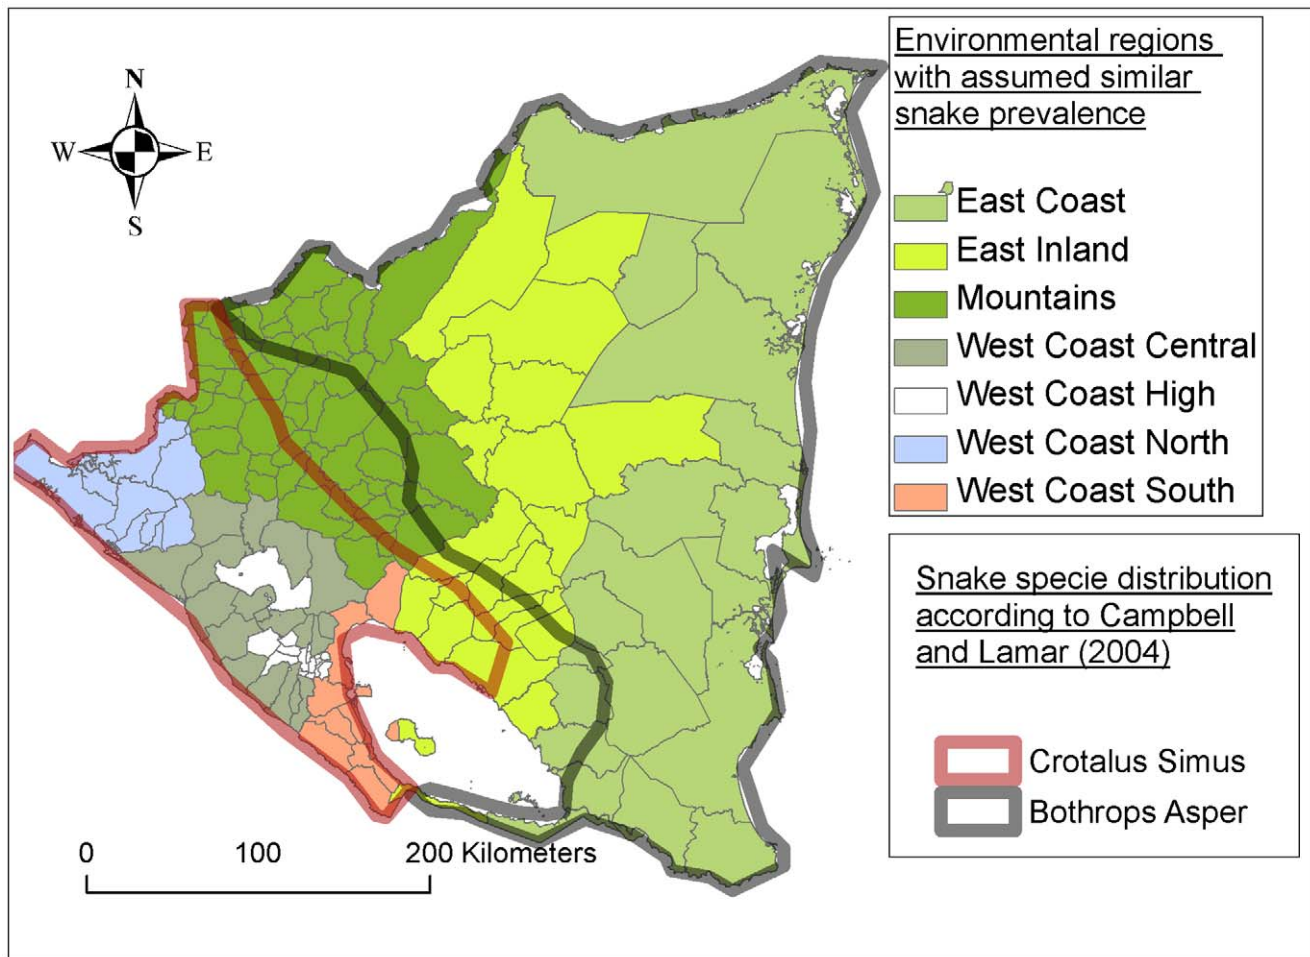 N
W
E
S
Environmental regions
with assumed similar
snake prevalence
East Coast
East Inland
Mountains
West Coast Central
West Coast High
West Coast North
West Coast South
Snake specie distribution
according to Campbell
and Lamar (2004)
Crotalus Simus
Bothrops Asper
0 100 200 Kilometers